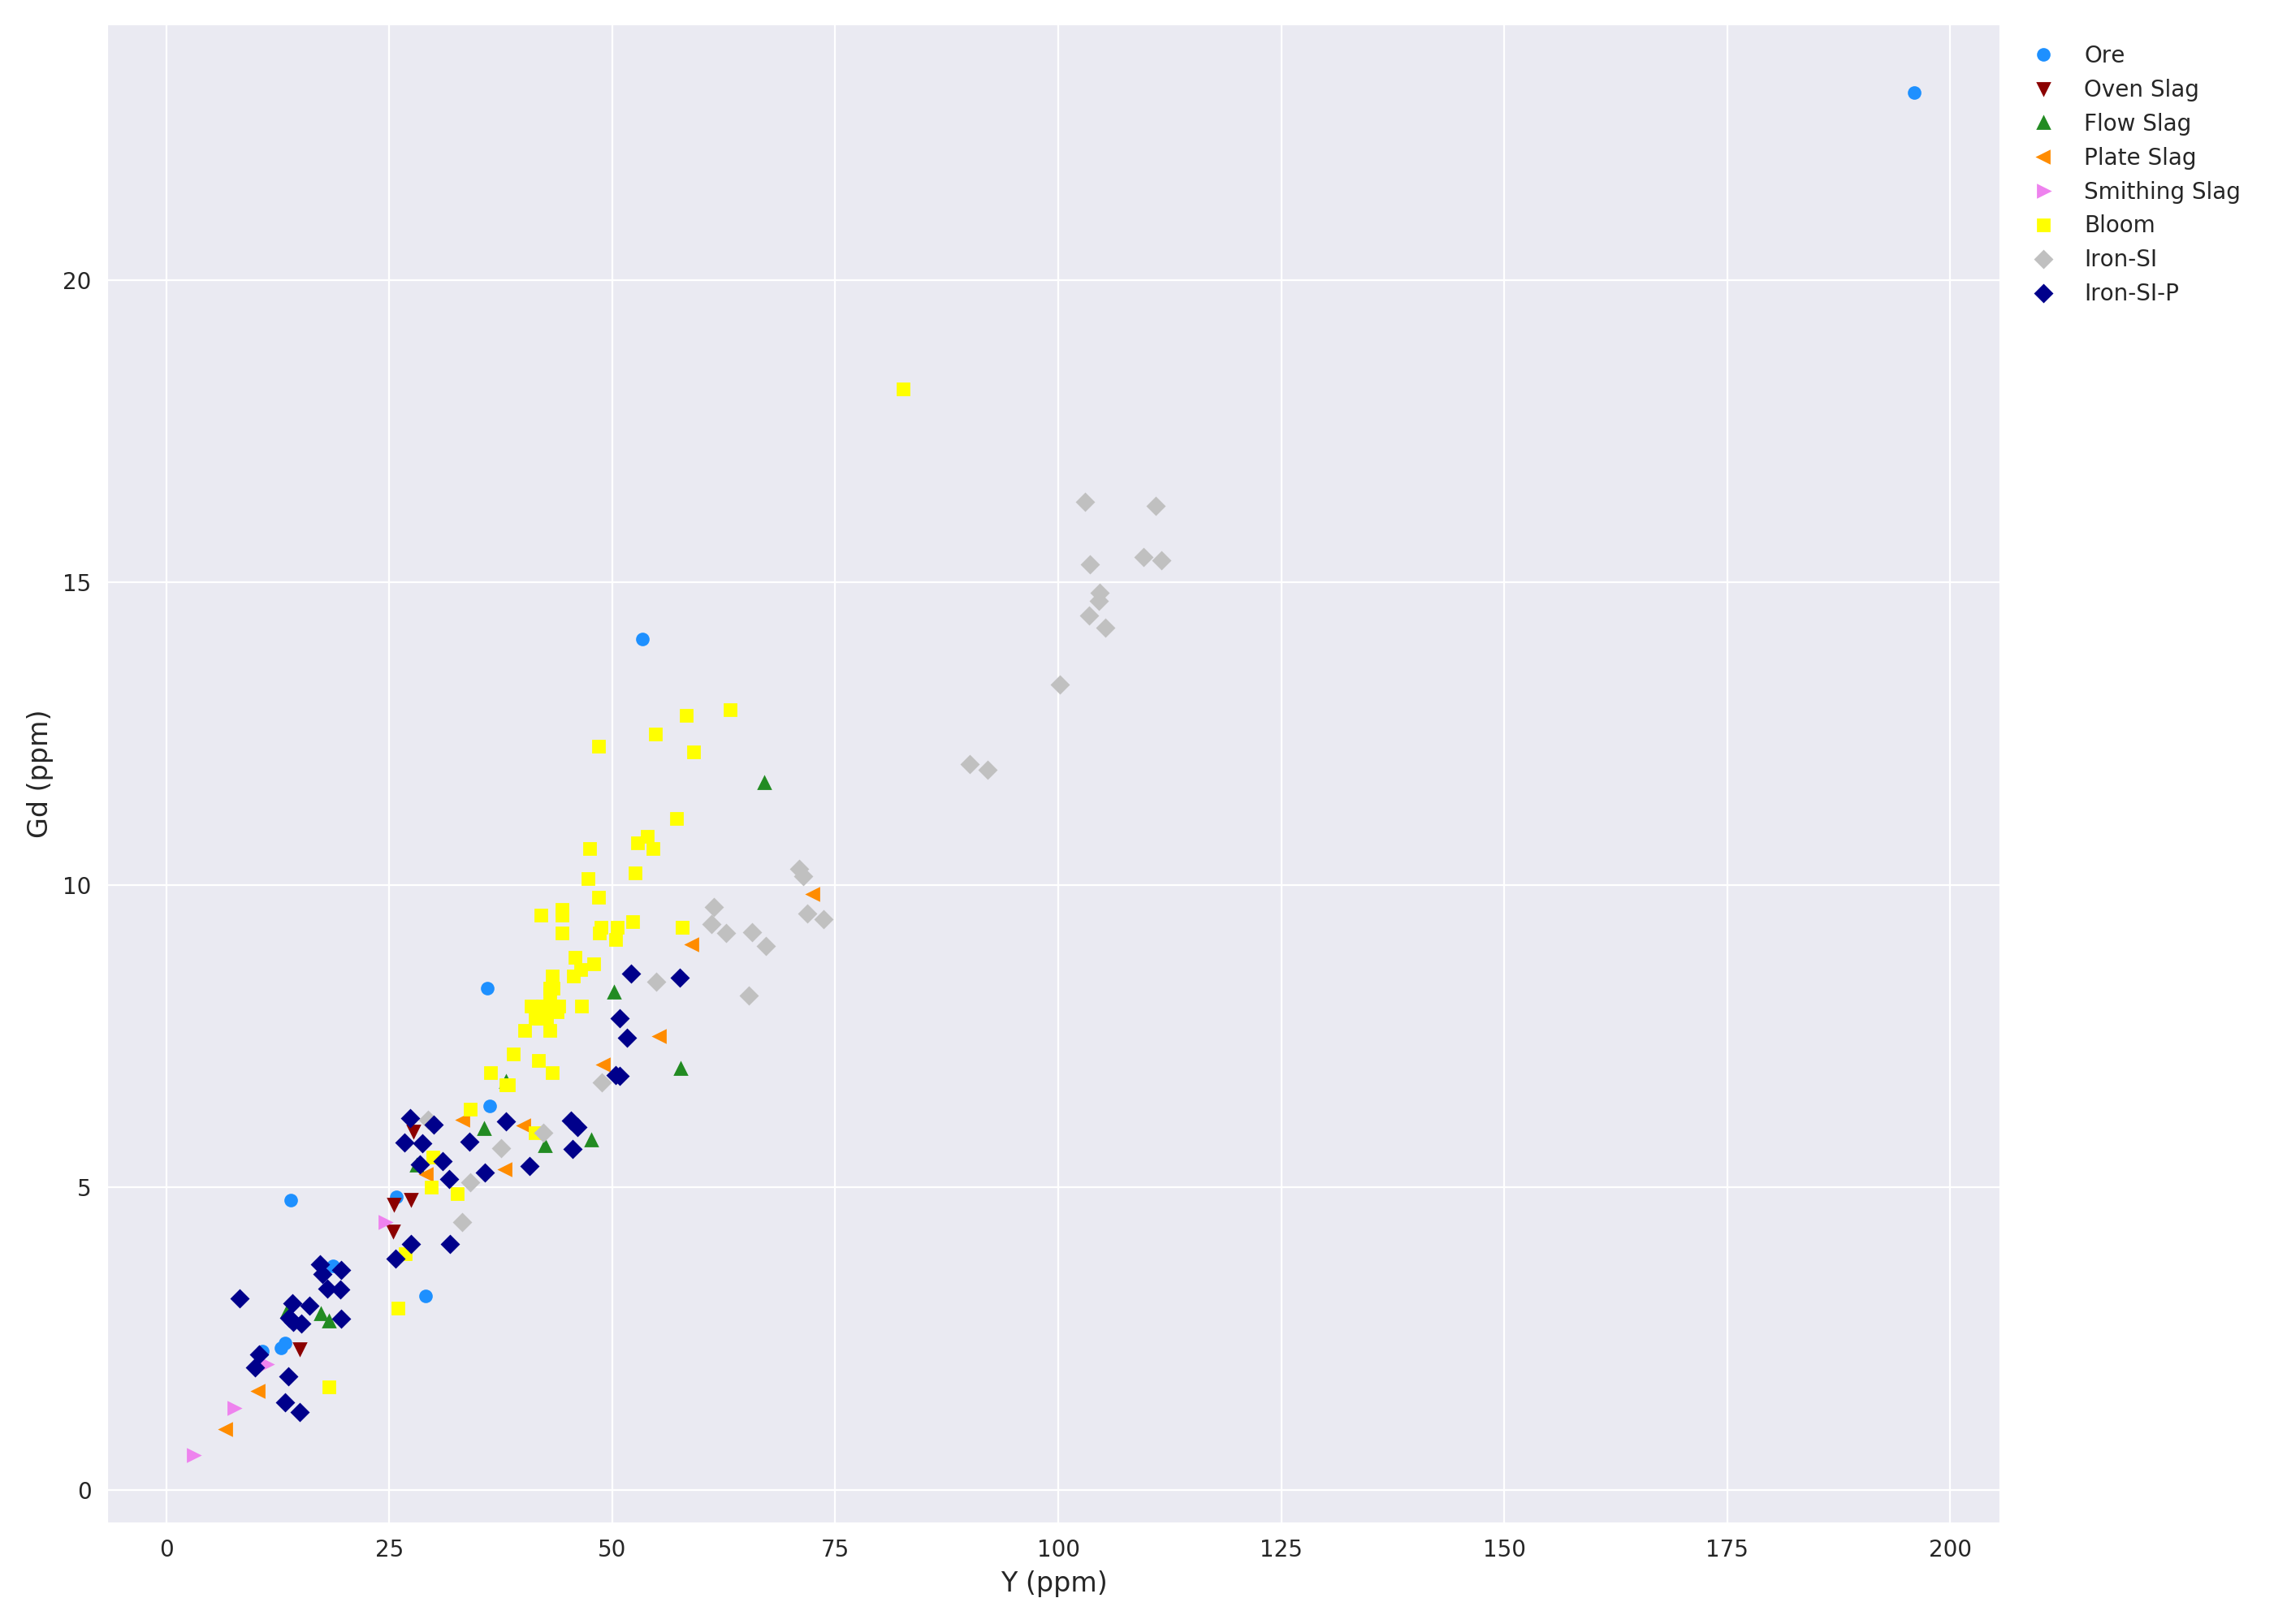 Ore
Oven Slag
Flow Slag
Plate Slag
Smithing Slag
Bloom
Iron-SI
Iron-SI-P
20
15
10
5
0
Gd (ppm)
0 25 50 75 100 125 150 175 200
Y (ppm)